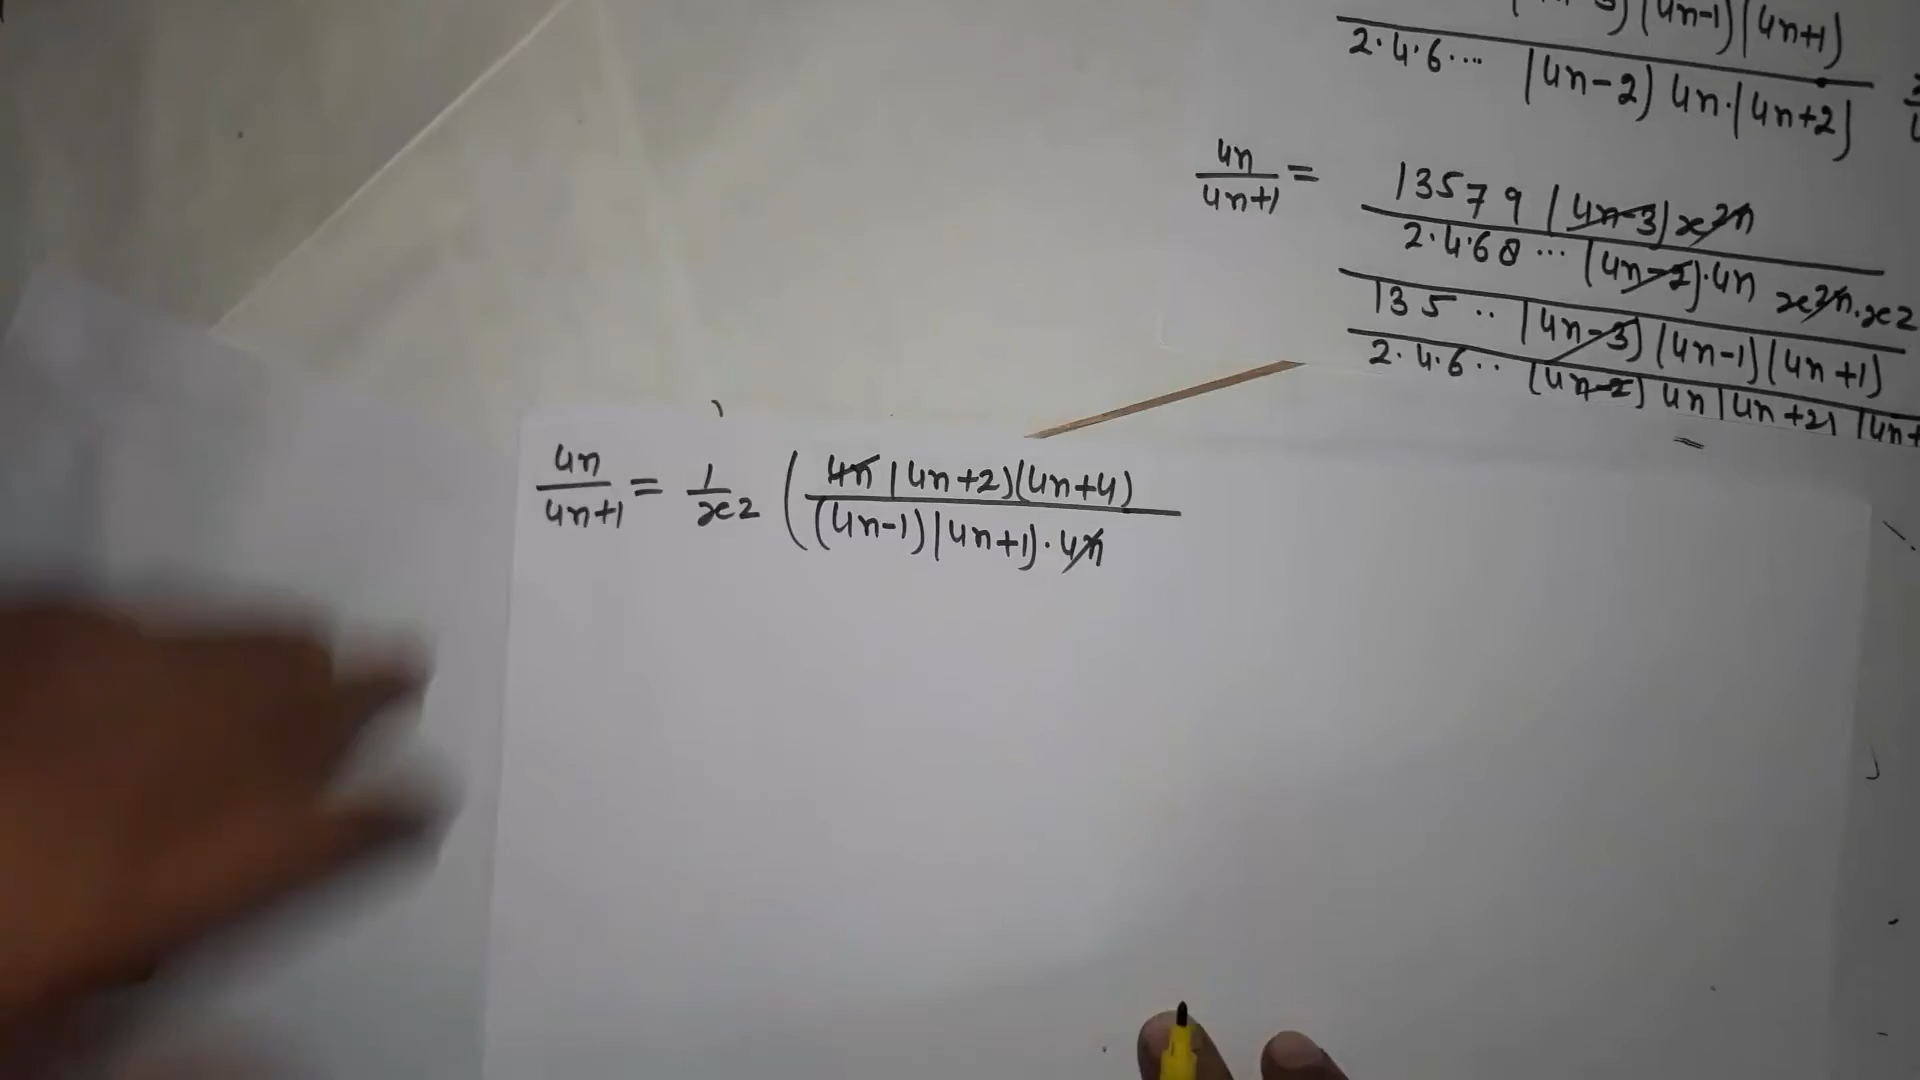 (4n-1)(4n+1)
2·4·6···· (4n-2) 4n·(4n+2)
4n/4n+1 = 13579 (4n-3) x2n
2·4·68 ··· (4n-2)·4n x2n·x2
135 ·· (4n-3) (4n-1)(4n+1)
2·4·6·· (4n-2) 4n(4n+2) (4n+
4n/4n+1 = 1/x2 ( 4n (4n+2)(4n+4)
(4n-1)(4n+1)·4n